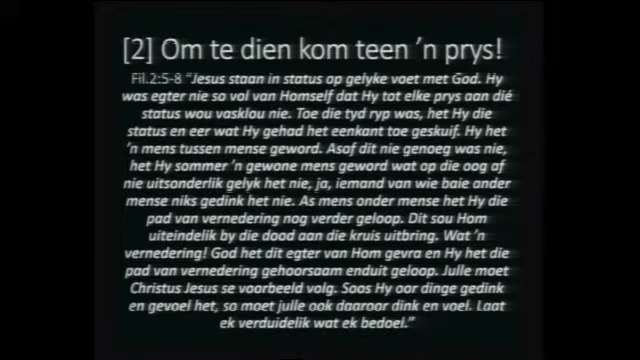 [2] Om te dien kom teen ’n prys!
Fil.2:5-8 “Jesus staan in status op gelyke voet met God. Hy
was egter nie so vol van Homself dat Hy tot elke prys aan dié
status wou vasklou nie. Toe die tyd ryp was, het Hy die
status en eer wat Hy gehad het eenkant toe geskuif. Hy het
’n mens tussen mense geword. Asof dit nie genoeg was nie,
het Hy sommer ’n gewone mens geword wat op die oog af
nie uitsonderlik gelyk het nie, ja, iemand van wie baie ander
mense niks gedink het nie. As mens onder mense het Hy die
pad van vernedering nog verder geloop. Dit sou Hom
uiteindelik by die dood aan die kruis uitbring. Wat ’n
vernedering! God het dit egter van Hom gevra en Hy het die
pad van vernedering gehoorsaam enduit geloop. Julle moet
Christus Jesus se voorbeeld volg. Soos Hy oor dinge gedink
en gevoel het, so moet julle ook daaroor dink en voel. Laat
ek verduidelik wat ek bedoel.”